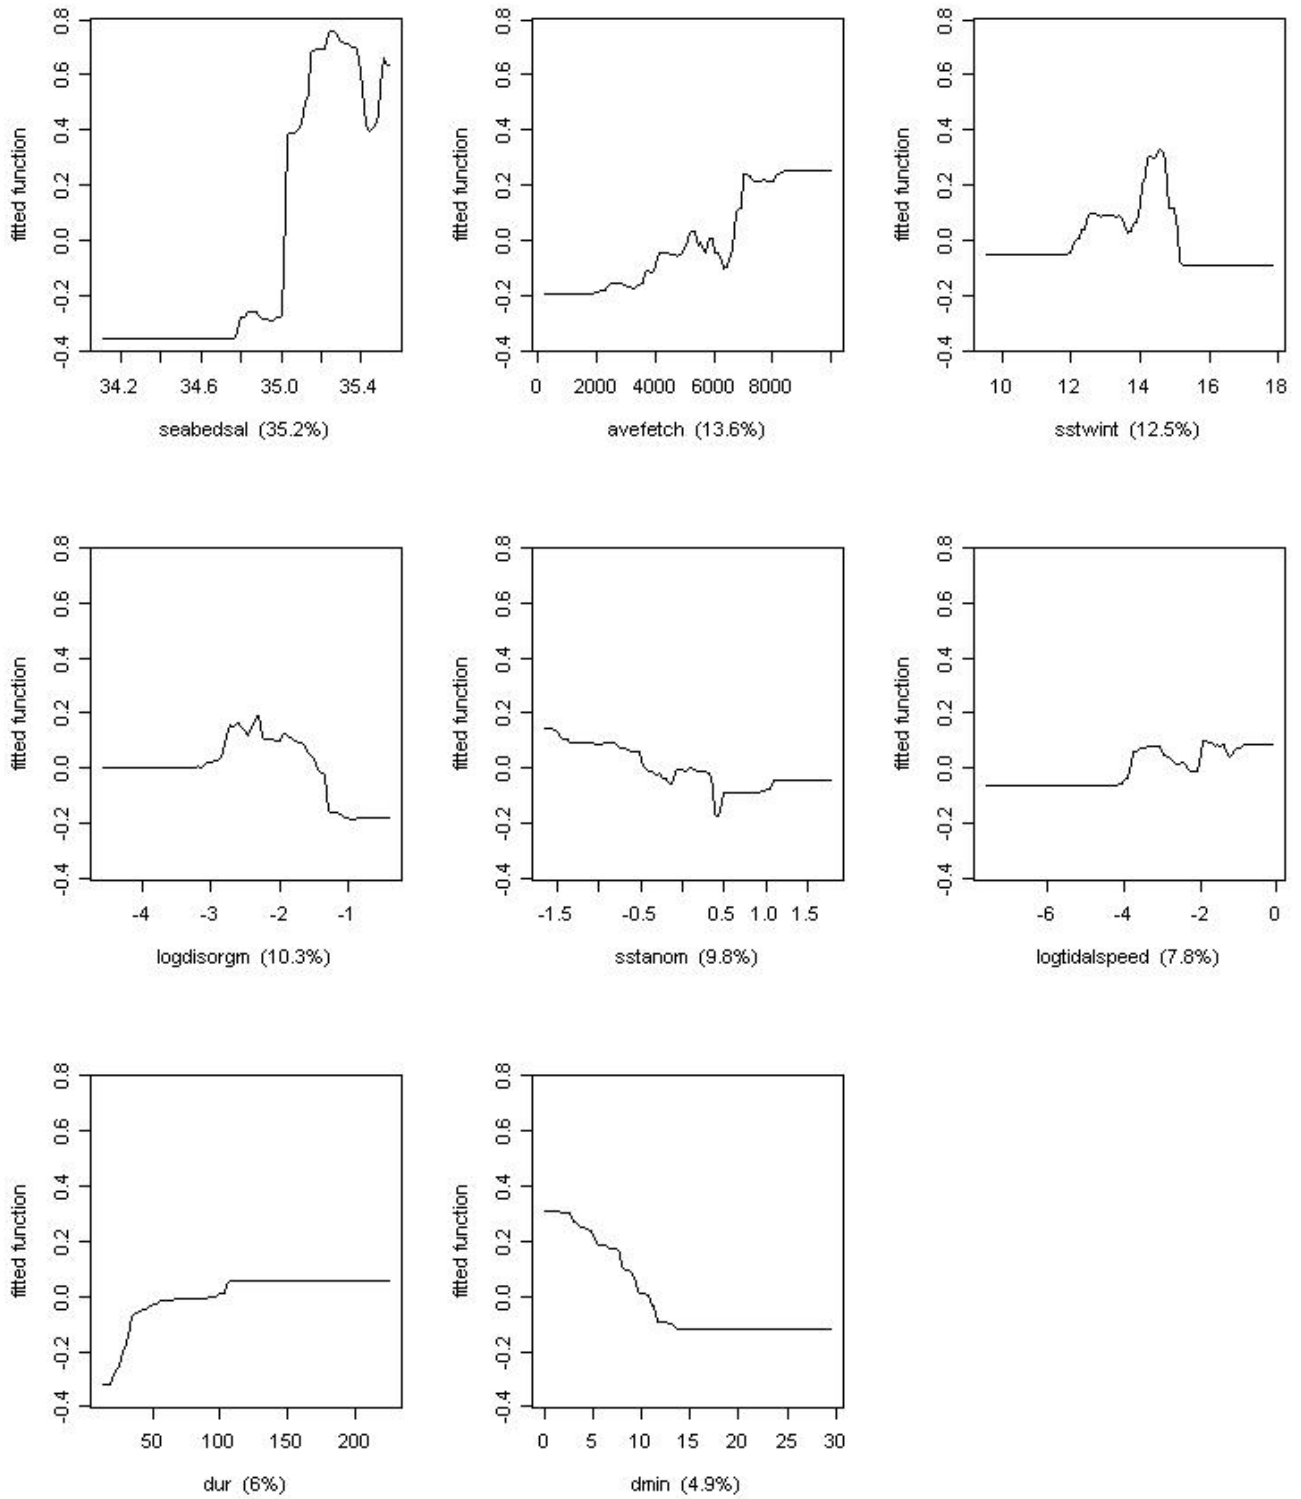 0.8
0.6
0.4
0.2
0.0
-0.2
-0.4
fitted function
34.2 34.6 35.0 35.4
seabedsal (35.2%)
0.8
0.6
0.4
0.2
0.0
-0.2
-0.4
fitted function
0 2000 4000 6000 8000
avefetch (13.6%)
0.8
0.6
0.4
0.2
0.0
-0.2
-0.4
fitted function
10 12 14 16 18
sstwint (12.5%)
0.8
0.6
0.4
0.2
0.0
-0.2
-0.4
fitted function
-4 -3 -2 -1
logdisorgm (10.3%)
0.8
0.6
0.4
0.2
0.0
-0.2
-0.4
fitted function
-1.5 -0.5 0.5 1.0 1.5
sstanom (9.8%)
0.8
0.6
0.4
0.2
0.0
-0.2
-0.4
fitted function
-6 -4 -2 0
logtidalspeed (7.8%)
0.8
0.6
0.4
0.2
0.0
-0.2
-0.4
fitted function
50 100 150 200
dur (6%)
0.8
0.6
0.4
0.2
0.0
-0.2
-0.4
fitted function
0 5 10 15 20 25 30
dmin (4.9%)